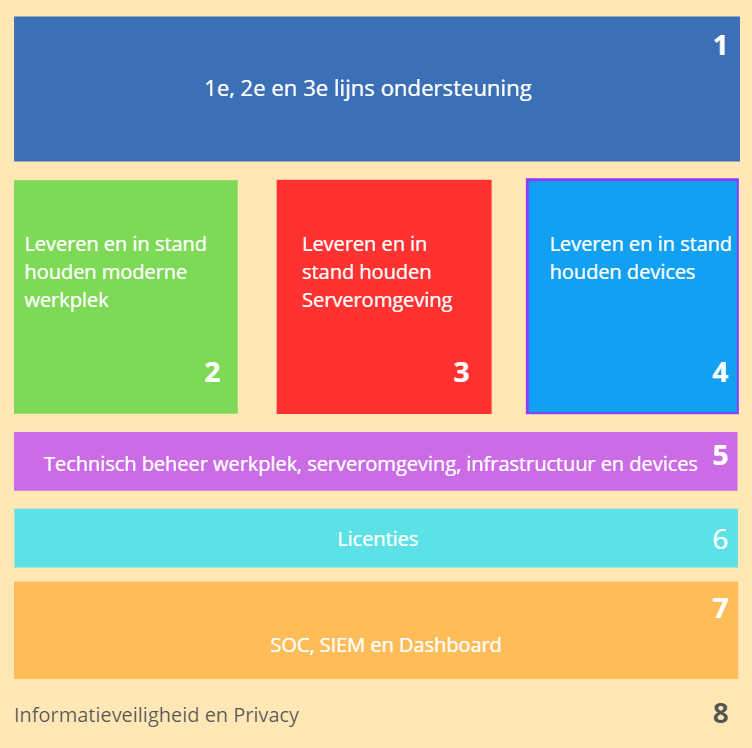 1
1e, 2e en 3e lijns ondersteuning
Leveren en in stand
houden moderne
werkplek
2
Leveren en in
stand houden
Serveromgeving
3
Leveren en in stand
houden devices
4
Technisch beheer werkplek, serveromgeving, infrastructuur en devices
5
Licenties
6
7
SOC, SIEM en Dashboard
Informatieveiligheid en Privacy
8